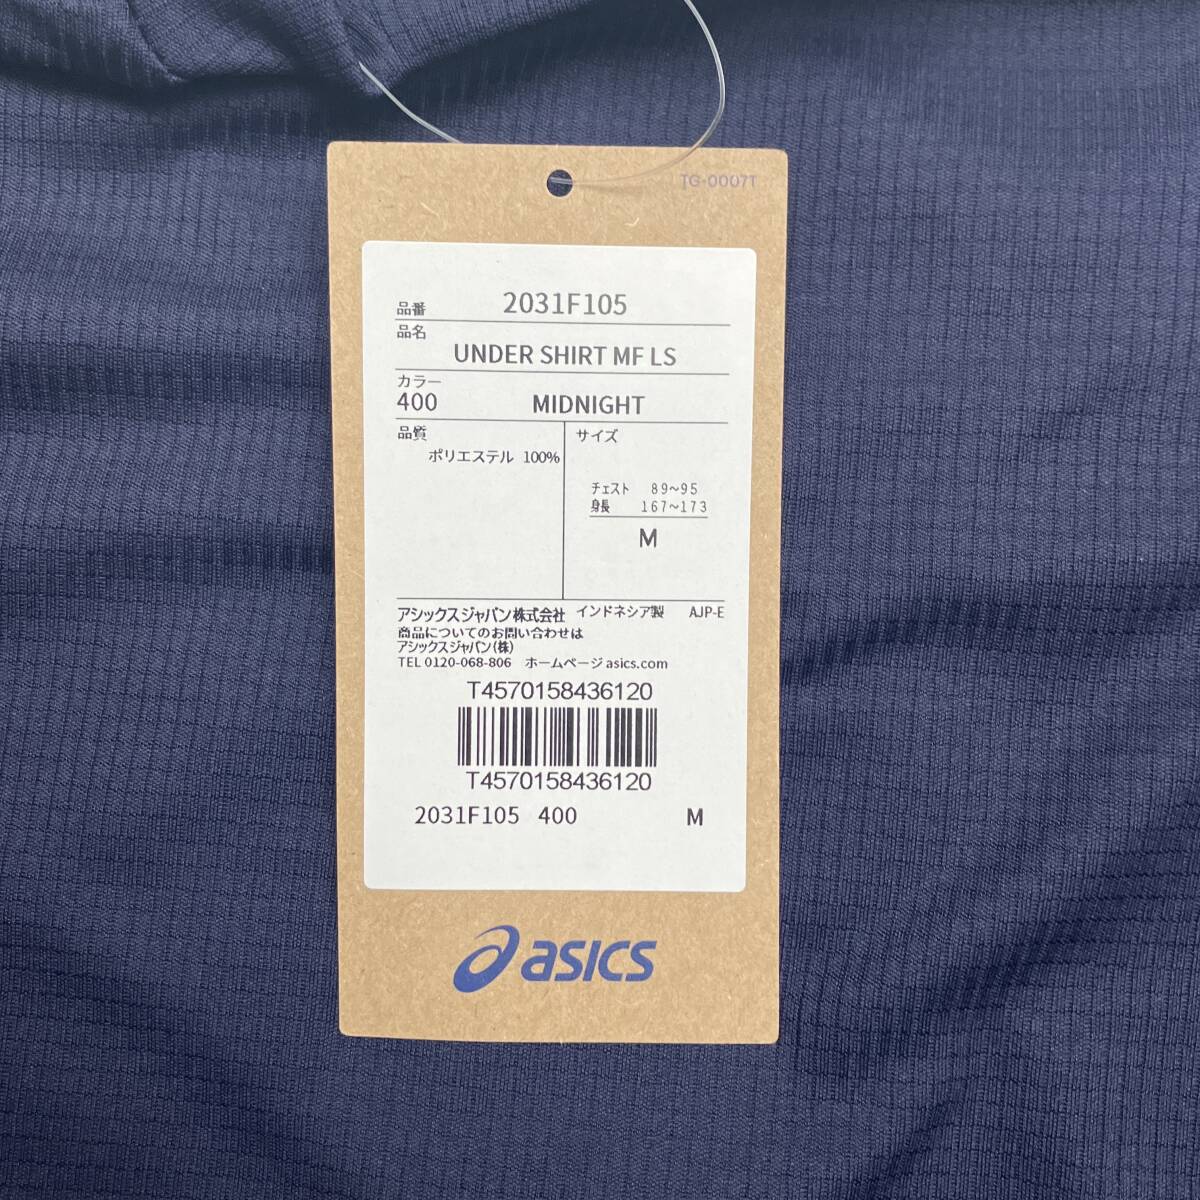 TG-0007T
品番 2031F105
品名
UNDER SHIRT MF LS
カラー
400 MIDNIGHT
品質
ポリエステル 100%
サイズ
チェスト 89~95
身長 167~173
M
アシックスジャパン株式会社 インドネシア製 AJP-E
商品についてのお問い合わせは
アシックスジャパン(株)
TEL 0120-068-806 ホームページ asics.com
T4570158436120
T4570158436120
2031F105 400 M
asics